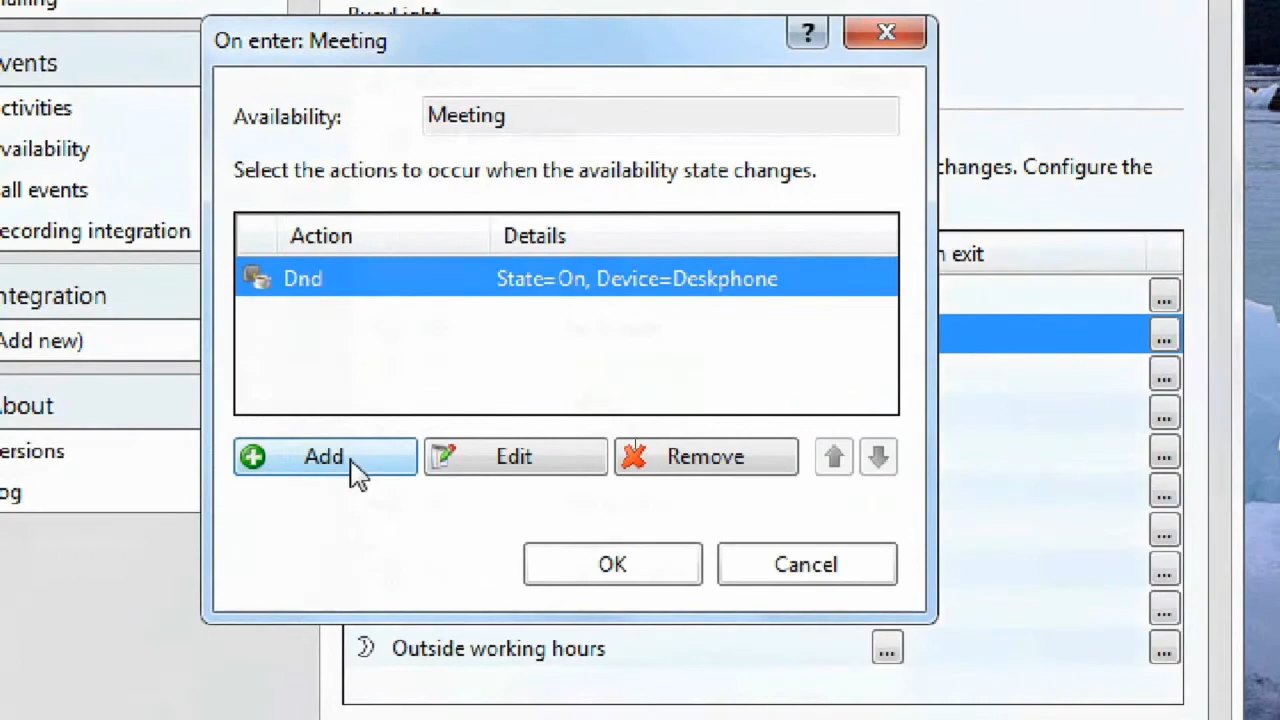 On enter: Meeting
?
Availability:
Meeting
Select the actions to occur when the availability state changes.
Action
Details
Dnd
State=On, Device=Deskphone
Add
Edit
Remove
OK
Cancel
vents
ctivities
vailability
all events
ecording integration
ntegration
Add new)
bout
ersions
og
hanges. Configure the
exit
...
...
...
...
...
...
...
...
...
Outside working hours
...
...